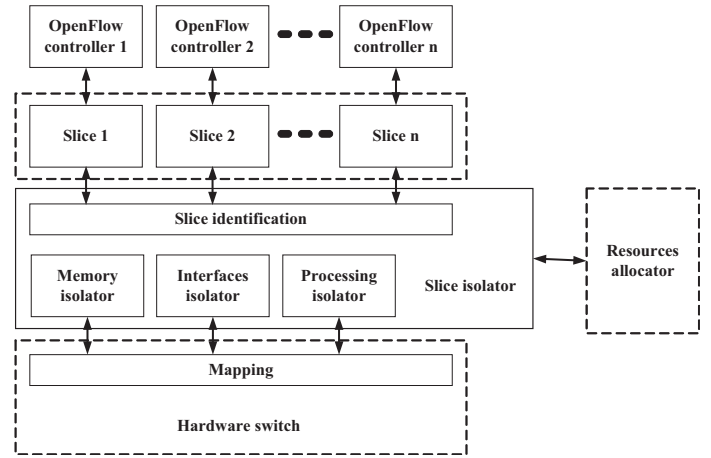 OpenFlow controller 1
OpenFlow controller 2
OpenFlow controller n
Slice 1
Slice 2
Slice n
Slice identification
Memory isolator
Interfaces isolator
Processing isolator
Slice isolator
Resources allocator
Mapping
Hardware switch